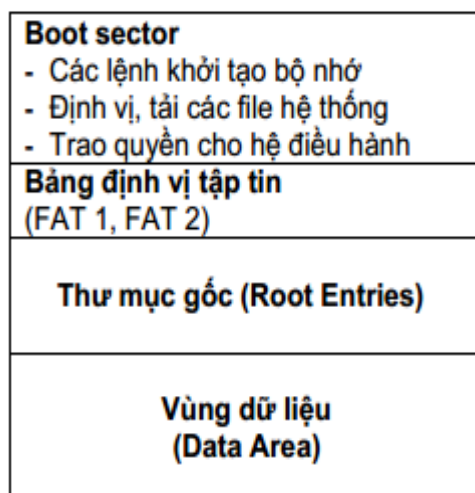 Boot sector
- Các lệnh khởi tạo bộ nhớ
- Định vị, tải các file hệ thống
- Trao quyền cho hệ điều hành
Bảng định vị tập tin
(FAT 1, FAT 2)
Thư mục gốc (Root Entries)
Vùng dữ liệu
(Data Area)